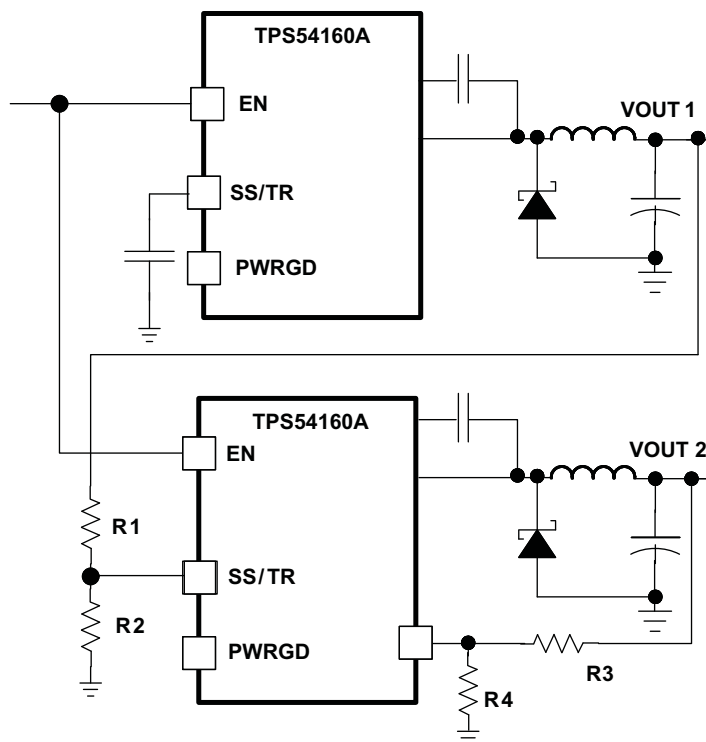 TPS54160A
EN
VOUT 1
SS/TR
PWRGD
TPS54160A
EN
VOUT 2
R1
SS/TR
R2
PWRGD
R3
R4